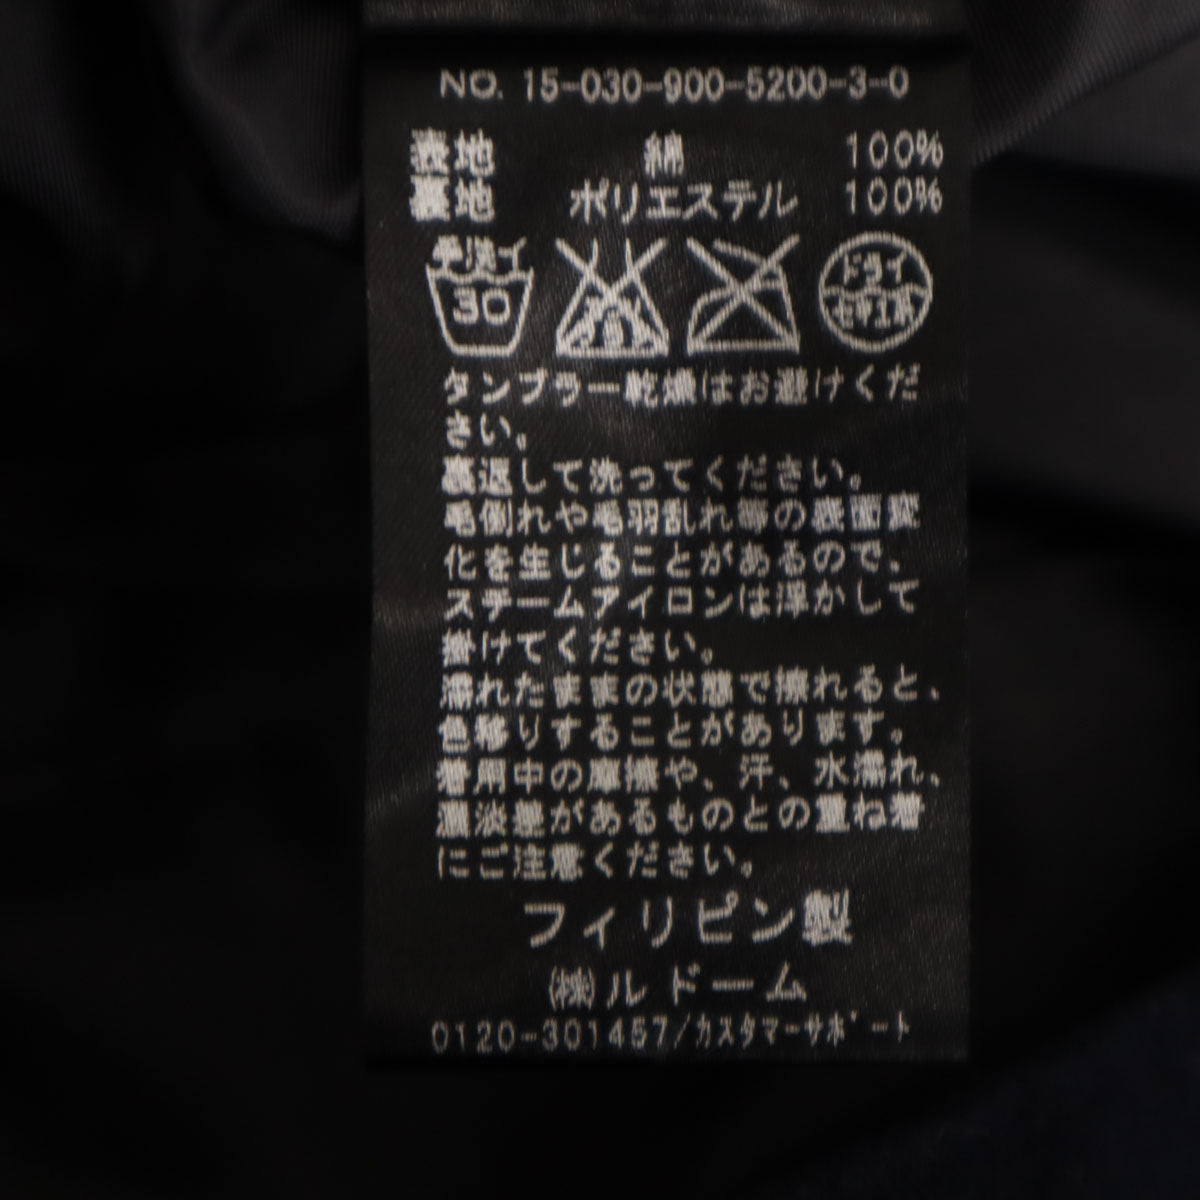 NO. 15-030-900-5200-3-0
表地 綿 100%
裏地 ポリエステル 100%
手洗イ
30
ドライ
セキユ系
タンブラー乾燥はお避けくだ
さい。
裏返して洗ってください。
毛倒れや毛羽乱れ等の表面変
化を生じることがあるので、
スチームアイロンは浮かして
掛けてください。
濡れたままの状態で擦れると、
色移りすることがあります。
着用中の摩擦や、汗、水濡れ、
濃淡差があるものとの重ね着
にご注意ください。
フィリピン製
㈱ルドーム
0120-301457/ｶｽﾀﾏｰｻﾎﾟｰﾄ